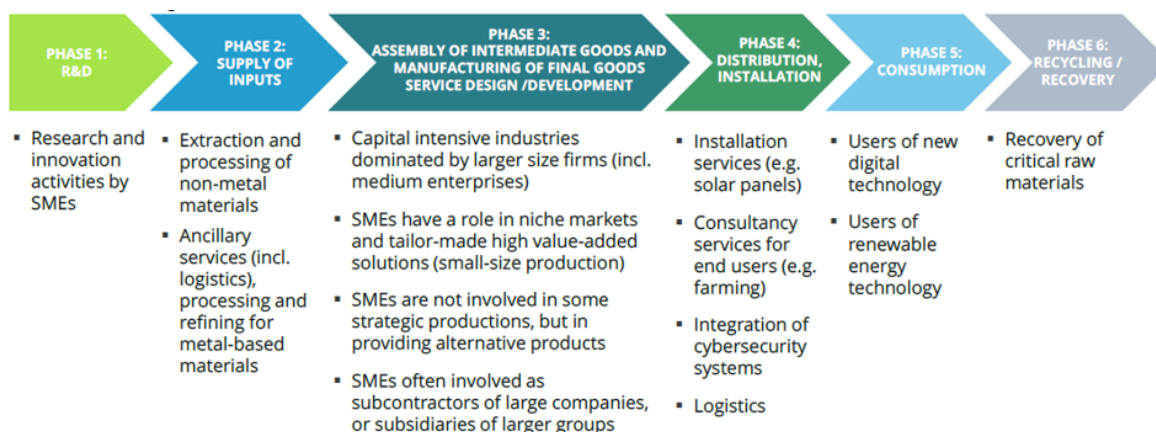 PHASE 1:
R&D
PHASE 2:
SUPPLY OF
INPUTS
PHASE 3:
ASSEMBLY OF INTERMEDIATE GOODS AND
MANUFACTURING OF FINAL GOODS
SERVICE DESIGN /DEVELOPMENT
PHASE 4:
DISTRIBUTION,
INSTALLATION
PHASE 5:
CONSUMPTION
PHASE 6:
RECYCLING /
RECOVERY
▪ Research and
innovation
activities by
SMEs
▪ Extraction and
processing of
non-metal
materials
▪ Ancillary
services (incl.
logistics),
processing and
refining for
metal-based
materials
▪ Capital intensive industries
dominated by larger size firms (incl.
medium enterprises)
▪ SMEs have a role in niche markets
and tailor-made high value-added
solutions (small-size production)
▪ SMEs are not involved in some
strategic productions, but in
providing alternative products
▪ SMEs often involved as
subcontractors of large companies,
or subsidiaries of larger groups
▪ Installation
services (e.g.
solar panels)
▪ Consultancy
services for
end users (e.g.
farming)
▪ Integration of
cybersecurity
systems
▪ Logistics
▪ Users of new
digital
technology
▪ Users of
renewable
energy
technology
▪ Recovery of
critical raw
materials